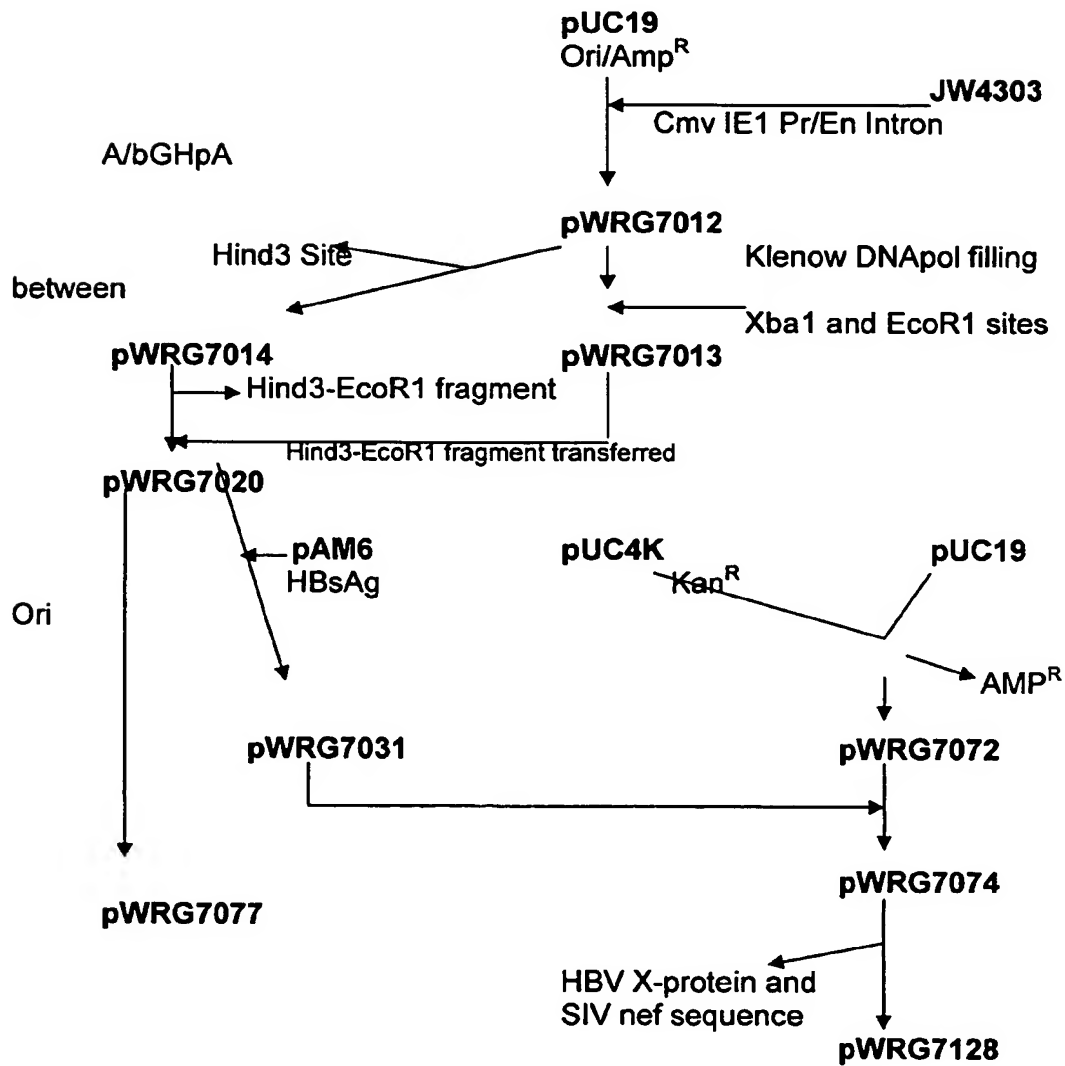 pUC19
Ori/Amp^R
JW4303
Cmv IE1 Pr/En Intron
A/bGHpA
pWRG7012
Hind3 Site
Klenow DNApol filling
between
Xba1 and EcoR1 sites
pWRG7014
pWRG7013
Hind3-EcoR1 fragment
Hind3-EcoR1 fragment transferred
pWRG7020
pAM6
HBsAg
pUC4K
Kan^R
pUC19
Ori
AMP^R
pWRG7031
pWRG7072
pWRG7074
pWRG7077
HBV X-protein and
SIV nef sequence
pWRG7128